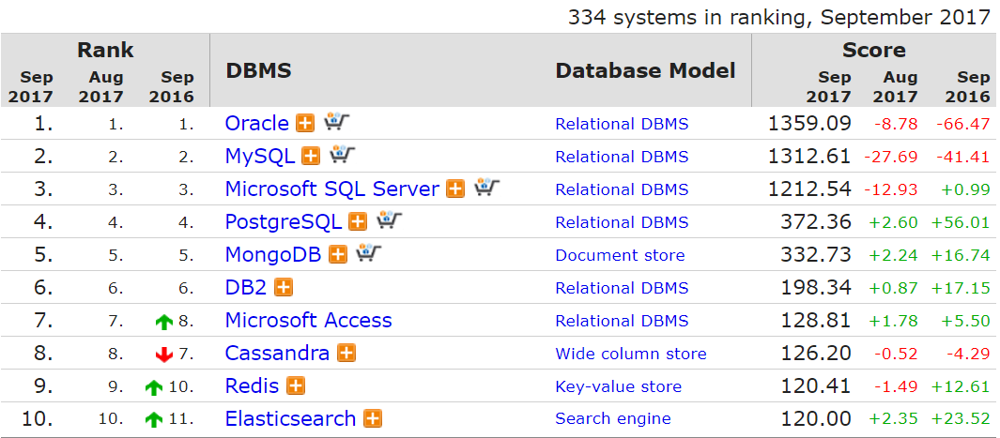 334 systems in ranking, September 2017
Rank DBMS Database Model Score
Sep 2017 Aug 2017 Sep 2016 Sep 2017 Aug 2017 Sep 2016
1. 1. 1. Oracle Relational DBMS 1359.09 -8.78 -66.47
2. 2. 2. MySQL Relational DBMS 1312.61 -27.69 -41.41
3. 3. 3. Microsoft SQL Server Relational DBMS 1212.54 -12.93 +0.99
4. 4. 4. PostgreSQL Relational DBMS 372.36 +2.60 +56.01
5. 5. 5. MongoDB Document store 332.73 +2.24 +16.74
6. 6. 6. DB2 Relational DBMS 198.34 +0.87 +17.15
7. 7. 8. Microsoft Access Relational DBMS 128.81 +1.78 +5.50
8. 8. 7. Cassandra Wide column store 126.20 -0.52 -4.29
9. 9. 10. Redis Key-value store 120.41 -1.49 +12.61
10. 10. 11. Elasticsearch Search engine 120.00 +2.35 +23.52